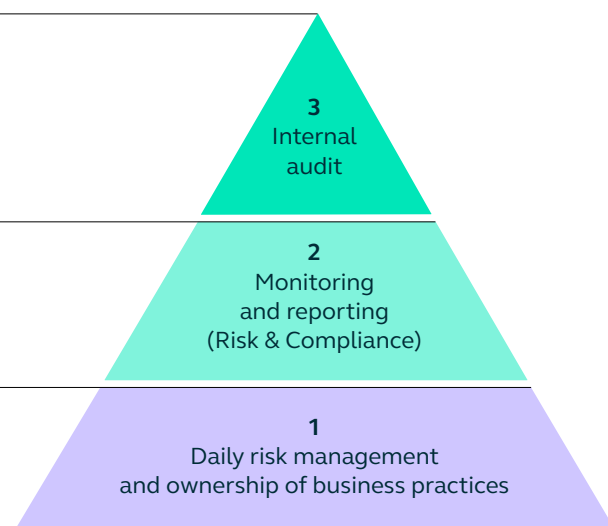 3
Internal
audit
2
Monitoring
and reporting
(Risk & Compliance)
1
Daily risk management
and ownership of business practices